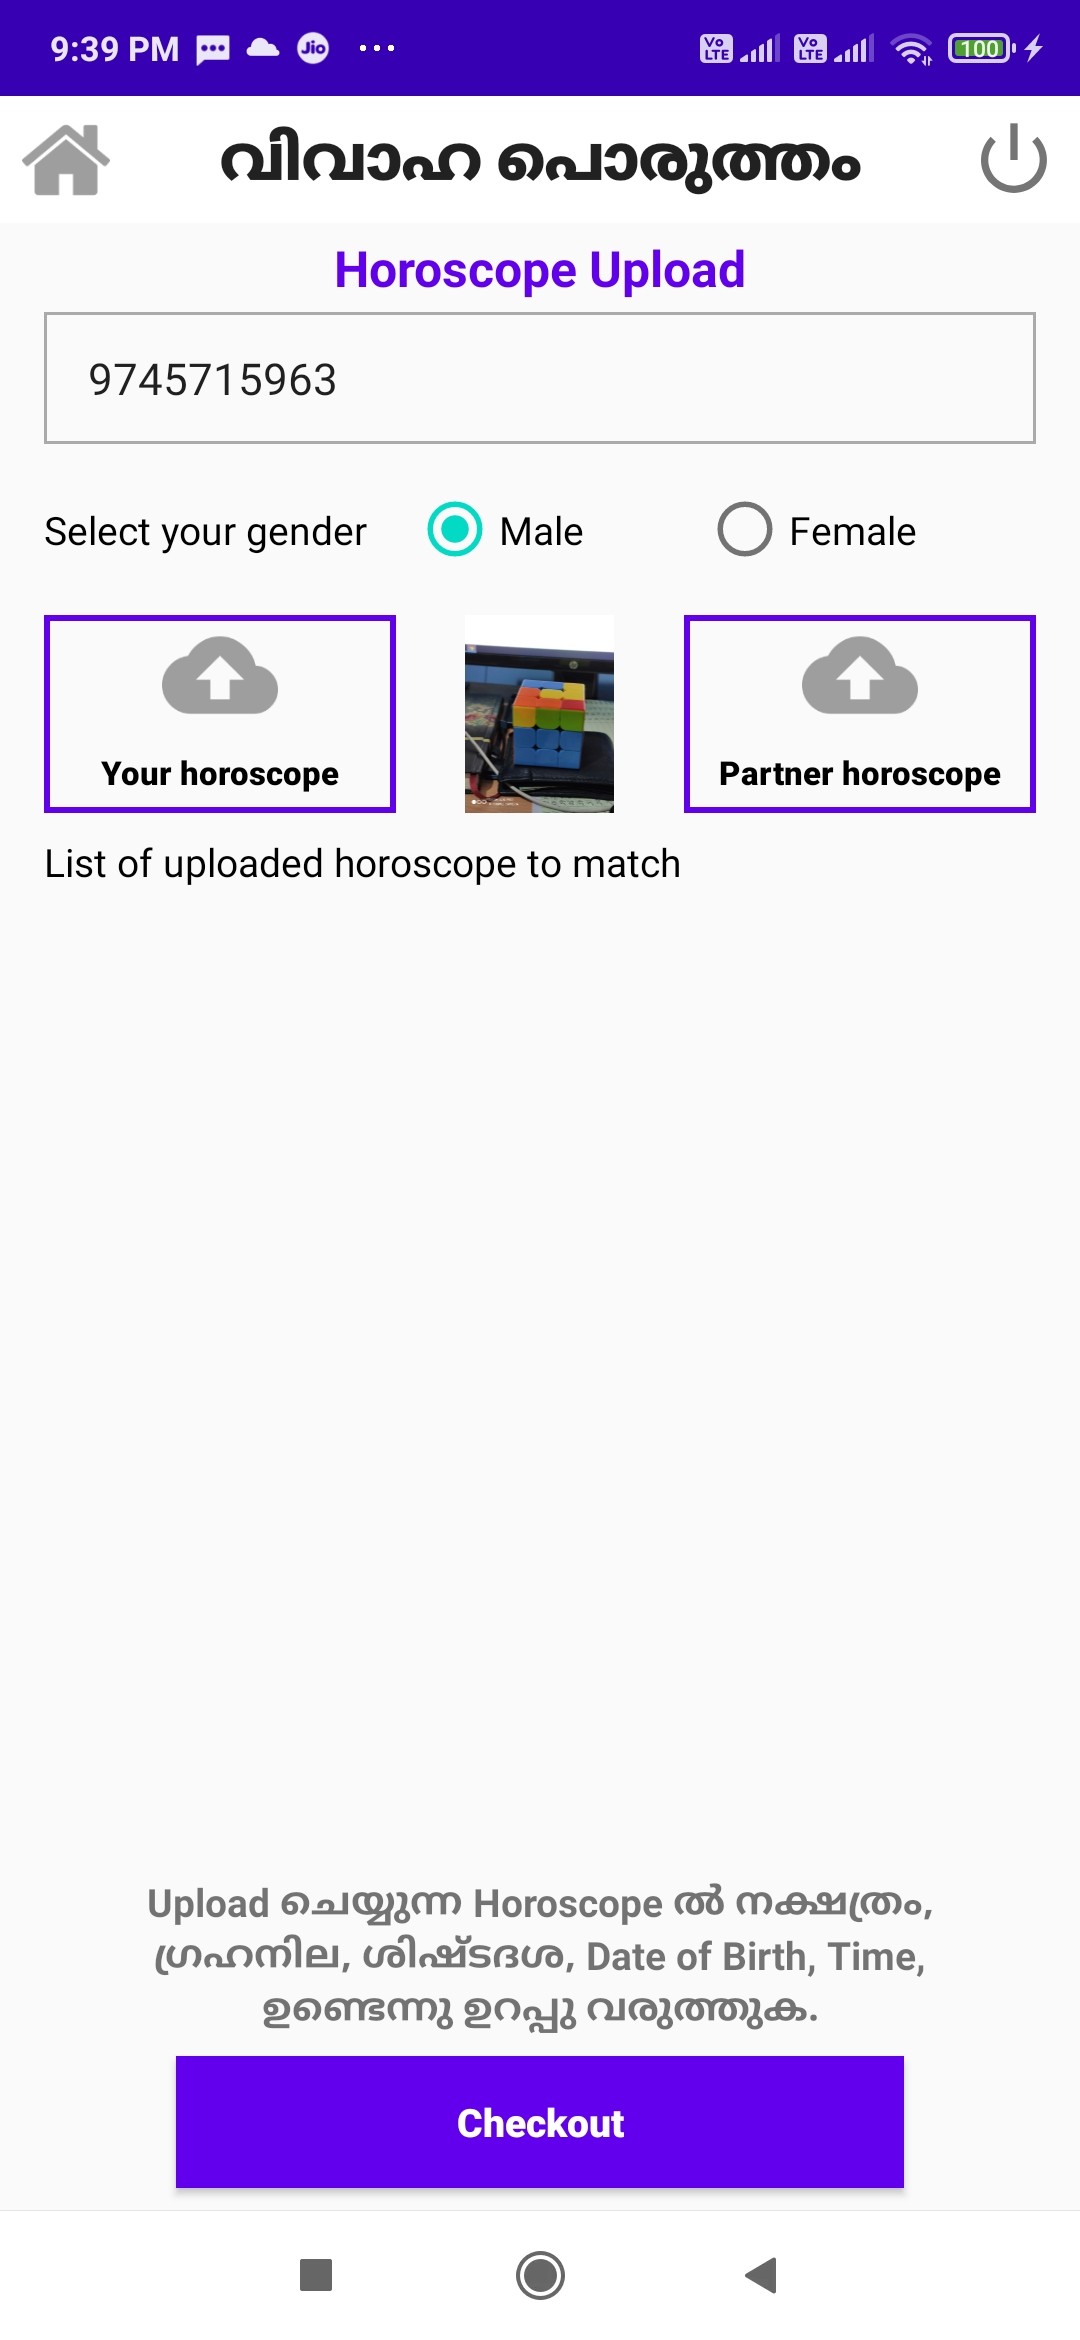 9:39 PM Jio ... Vo LTE Vo LTE 100
വിവാഹ പൊരുത്തം
Horoscope Upload
9745715963
Select your gender Male Female
Your horoscope Partner horoscope
List of uploaded horoscope to match
Upload ചെയ്യുന്ന Horoscope ൽ നക്ഷത്രം,
ഗ്രഹനില, ശിഷ്ടദശ, Date of Birth, Time,
ഉണ്ടെന്നു ഉറപ്പു വരുത്തുക.
Checkout